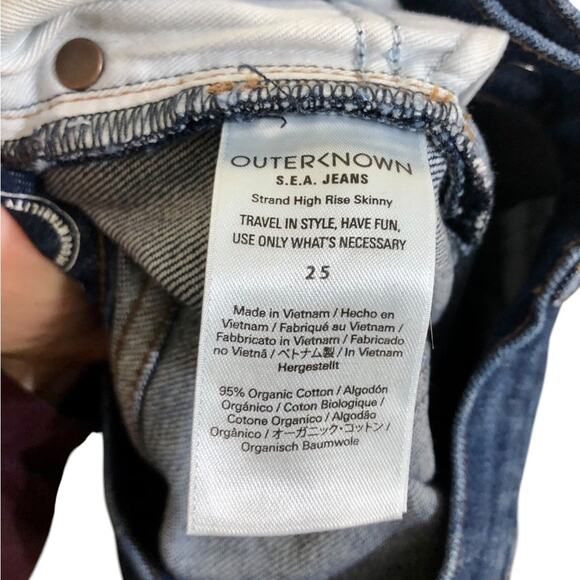 OUTERKNOWN
S.E.A. JEANS
Strand High Rise Skinny
TRAVEL IN STYLE, HAVE FUN,
USE ONLY WHAT'S NECESSARY
25
Made in Vietnam / Hecho en
Vietnam / Fabriqué au Vietnam /
Fabbricato in Vietnam / Fabricado
no Vietnã / ベトナム製 / In Vietnam
Hergestellt
95% Organic Cotton / Algodón
Orgánico / Coton Biologique /
Cotone Organico / Algodão
Orgânico / オーガニック・コットン /
Organisch Baumwole